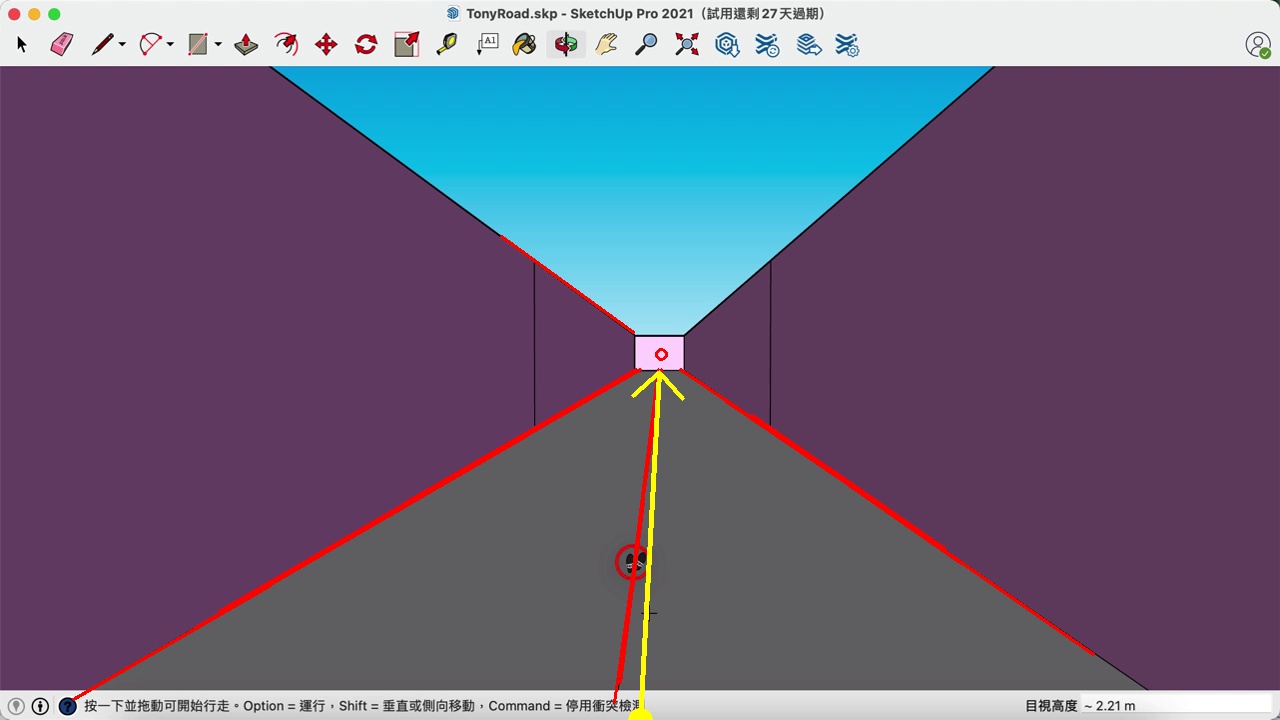 TonyRoad.skp - SketchUp Pro 2021（試用還剩 27 天過期）
A1
按一下並拖動可開始行走。Option = 運行，Shift = 垂直或側向移動，Command = 停用衝突檢測
目視高度 ~ 2.21 m